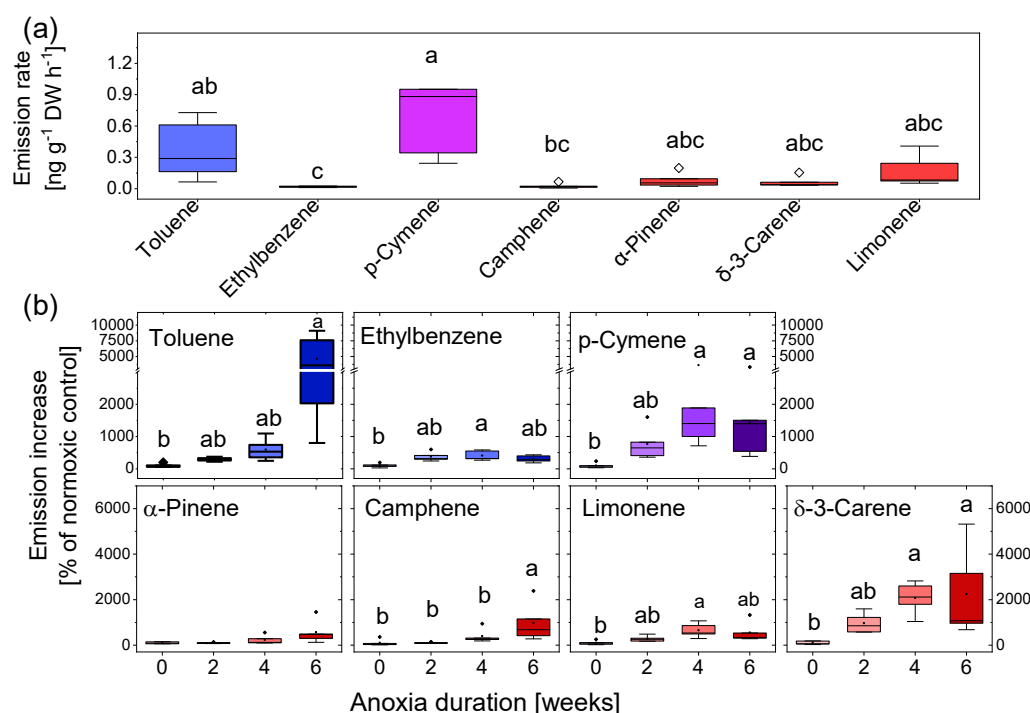 (a)
Emission rate
[ng g⁻¹ DW h⁻¹]
1.2
0.9
0.6
0.3
0.0
ab
c
a
bc
abc
abc
abc
Toluene
Ethylbenzene
p-Cymene
Camphene
α-Pinene
δ-3-Carene
Limonene
(b)
Emission increase
[% of normoxic control]
10000
7500
5000
2000
1000
0
Toluene
b
ab
ab
a
Ethylbenzene
b
ab
a
ab
p-Cymene
b
ab
a
a
10000
7500
5000
2000
1000
0
6000
4000
2000
0
α-Pinene
Camphene
b
b
b
a
Limonene
b
ab
a
ab
δ-3-Carene
b
ab
a
a
6000
4000
2000
0
0 2 4 6
0 2 4 6
0 2 4 6
0 2 4 6
Anoxia duration [weeks]